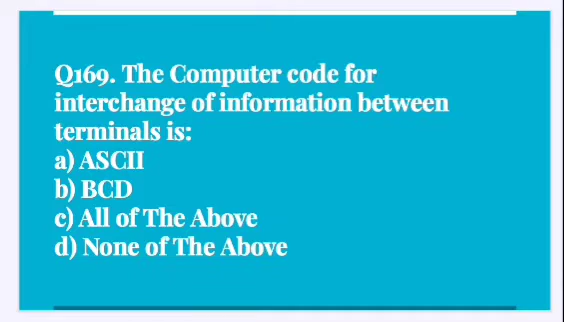 Q169. The Computer code for
interchange of information between
terminals is:
a) ASCII
b) BCD
c) All of The Above
d) None of The Above